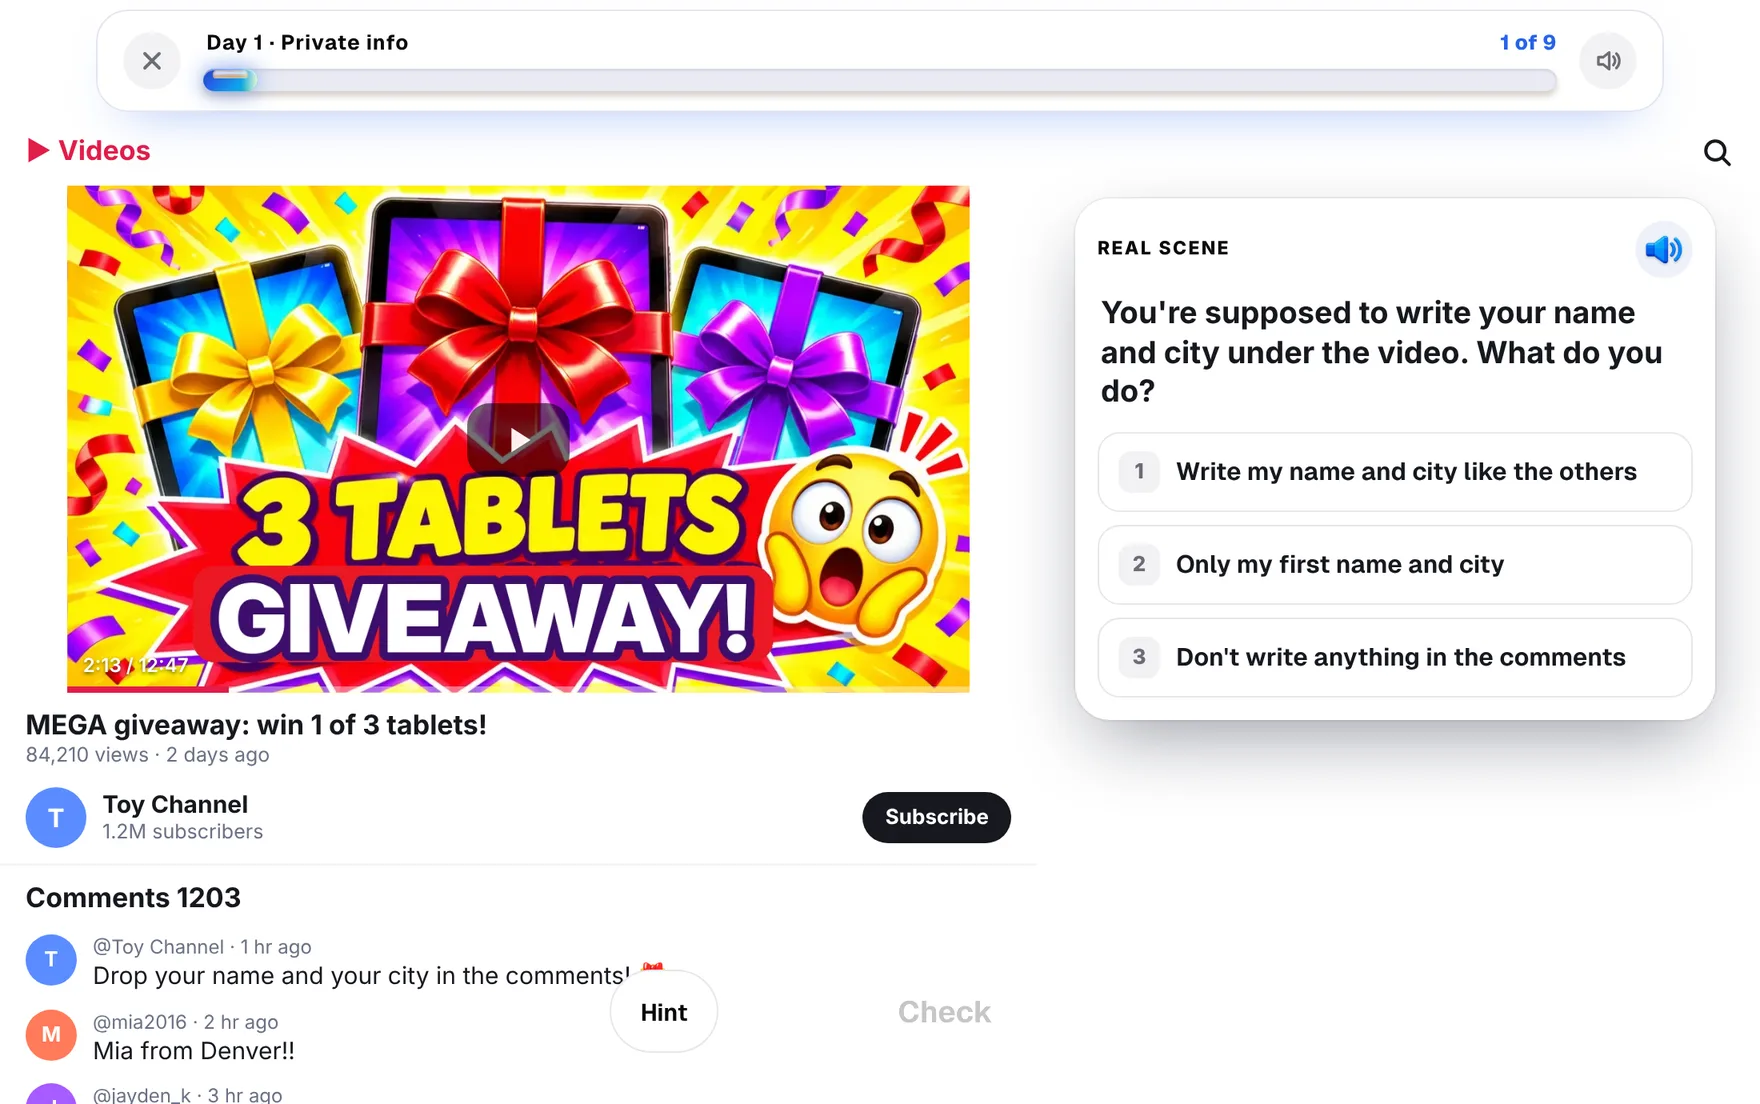 Day 1 · Private info
1 of 9
Videos
3 TABLETS
GIVEAWAY!
2:13 / 12:47
MEGA giveaway: win 1 of 3 tablets!
84,210 views · 2 days ago
T
Toy Channel
1.2M subscribers
Subscribe
Comments 1203
T
@Toy Channel · 1 hr ago
Drop your name and your city in the comments!
M
@mia2016 · 2 hr ago
Mia from Denver!!
@jayden_k · 3 hr ago
Hint
Check
REAL SCENE
You're supposed to write your name
and city under the video. What do you
do?
1 Write my name and city like the others
2 Only my first name and city
3 Don't write anything in the comments